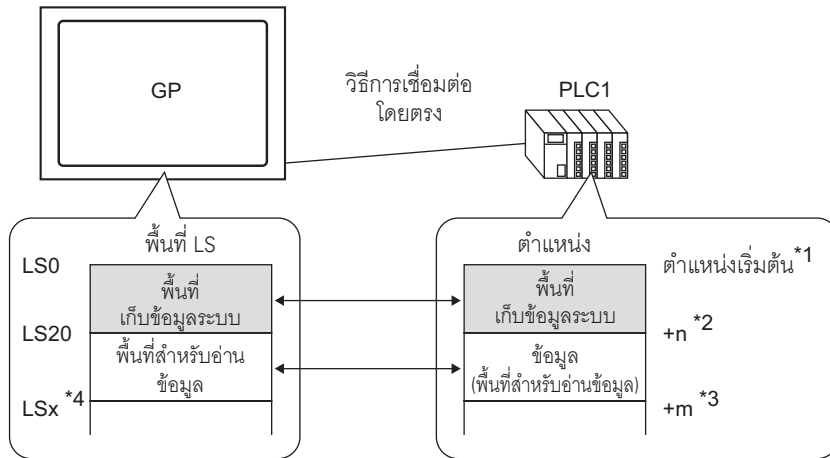 GP
วิธีการเชื่อมต่อ
โดยตรง
PLC1
พื้นที่ LS
LS0
พื้นที่
เก็บข้อมูลระบบ
LS20
พื้นที่สำหรับอ่าน
ข้อมูล
LSx *4
ตำแหน่ง
ตำแหน่งเริ่มต้น*1
พื้นที่
เก็บข้อมูลระบบ
+n *2
ข้อมูล
(พื้นที่สำหรับอ่านข้อมูล)
+m *3